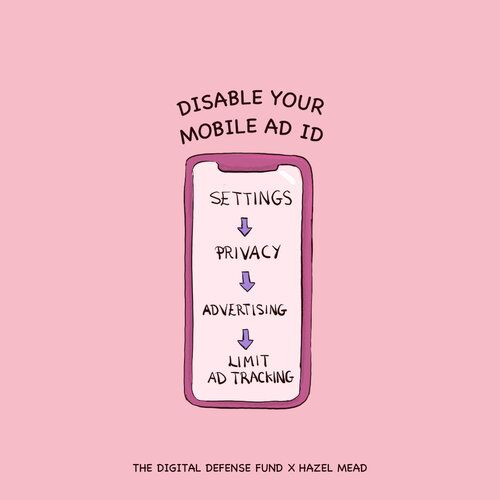 DISABLE YOUR
MOBILE AD ID
SETTINGS
PRIVACY
ADVERTISING
LIMIT
AD TRACKING
THE DIGITAL DEFENSE FUND X HAZEL MEAD